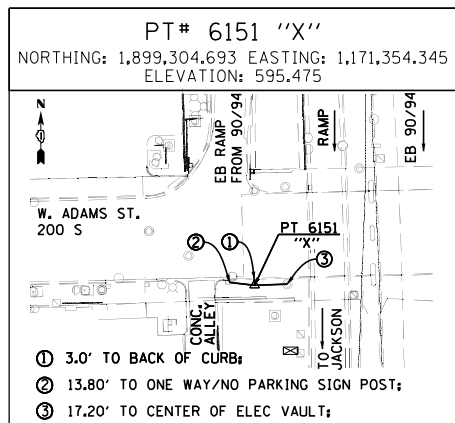 PT# 6151 "X"
NORTHING: 1,899,304.693 EASTING: 1,171,354.345
ELEVATION: 595.475
N
EB RAMP
FROM 90/94
RAMP
EB 90/94
W. ADAMS ST.
200 S
PT 6151
"X"
2
1
3
CONC.
ALLEY
TO
JACKSON
1 3.0' TO BACK OF CURB;
2 13.80' TO ONE WAY/NO PARKING SIGN POST;
3 17.20' TO CENTER OF ELEC VAULT;